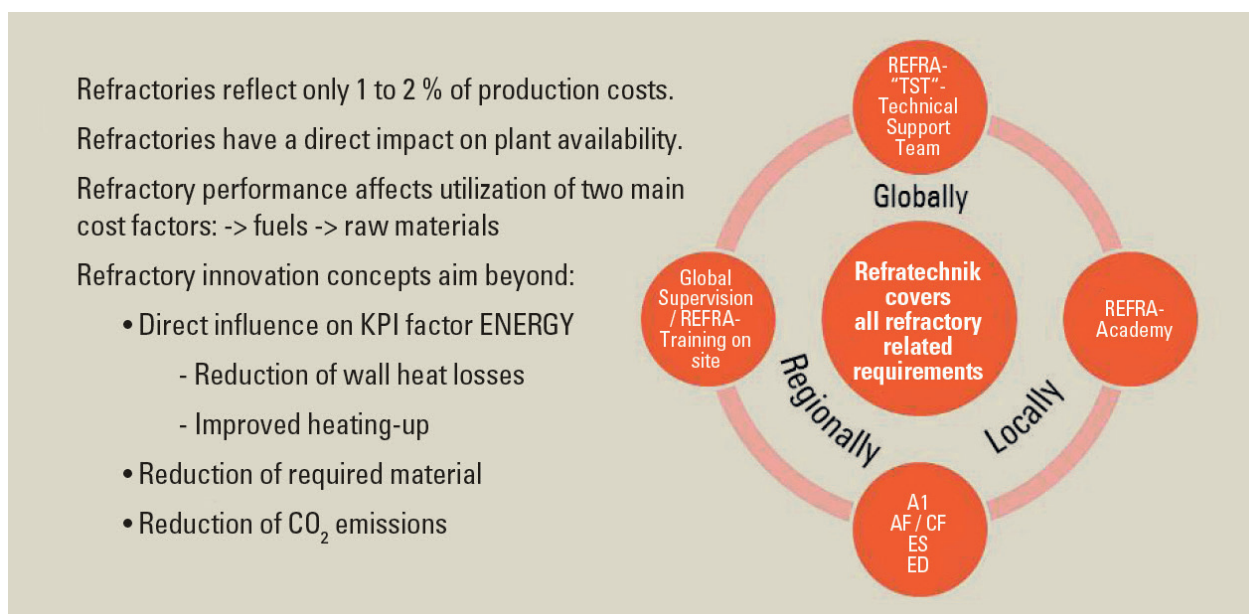 Refractories reflect only 1 to 2 % of production costs.
Refractories have a direct impact on plant availability.
Refractory performance affects utilization of two main
cost factors: -> fuels -> raw materials
Refractory innovation concepts aim beyond:
• Direct influence on KPI factor ENERGY
- Reduction of wall heat losses
- Improved heating-up
• Reduction of required material
• Reduction of CO₂ emissions
REFRA-
“TST“-
Technical
Support
Team
Globally
Global
Supervision
/ REFRA-
Training on
site
Refratechnik
covers
all refractory
related
requirements
REFRA-
Academy
Regionally
Locally
A1
AF / CF
ES
ED